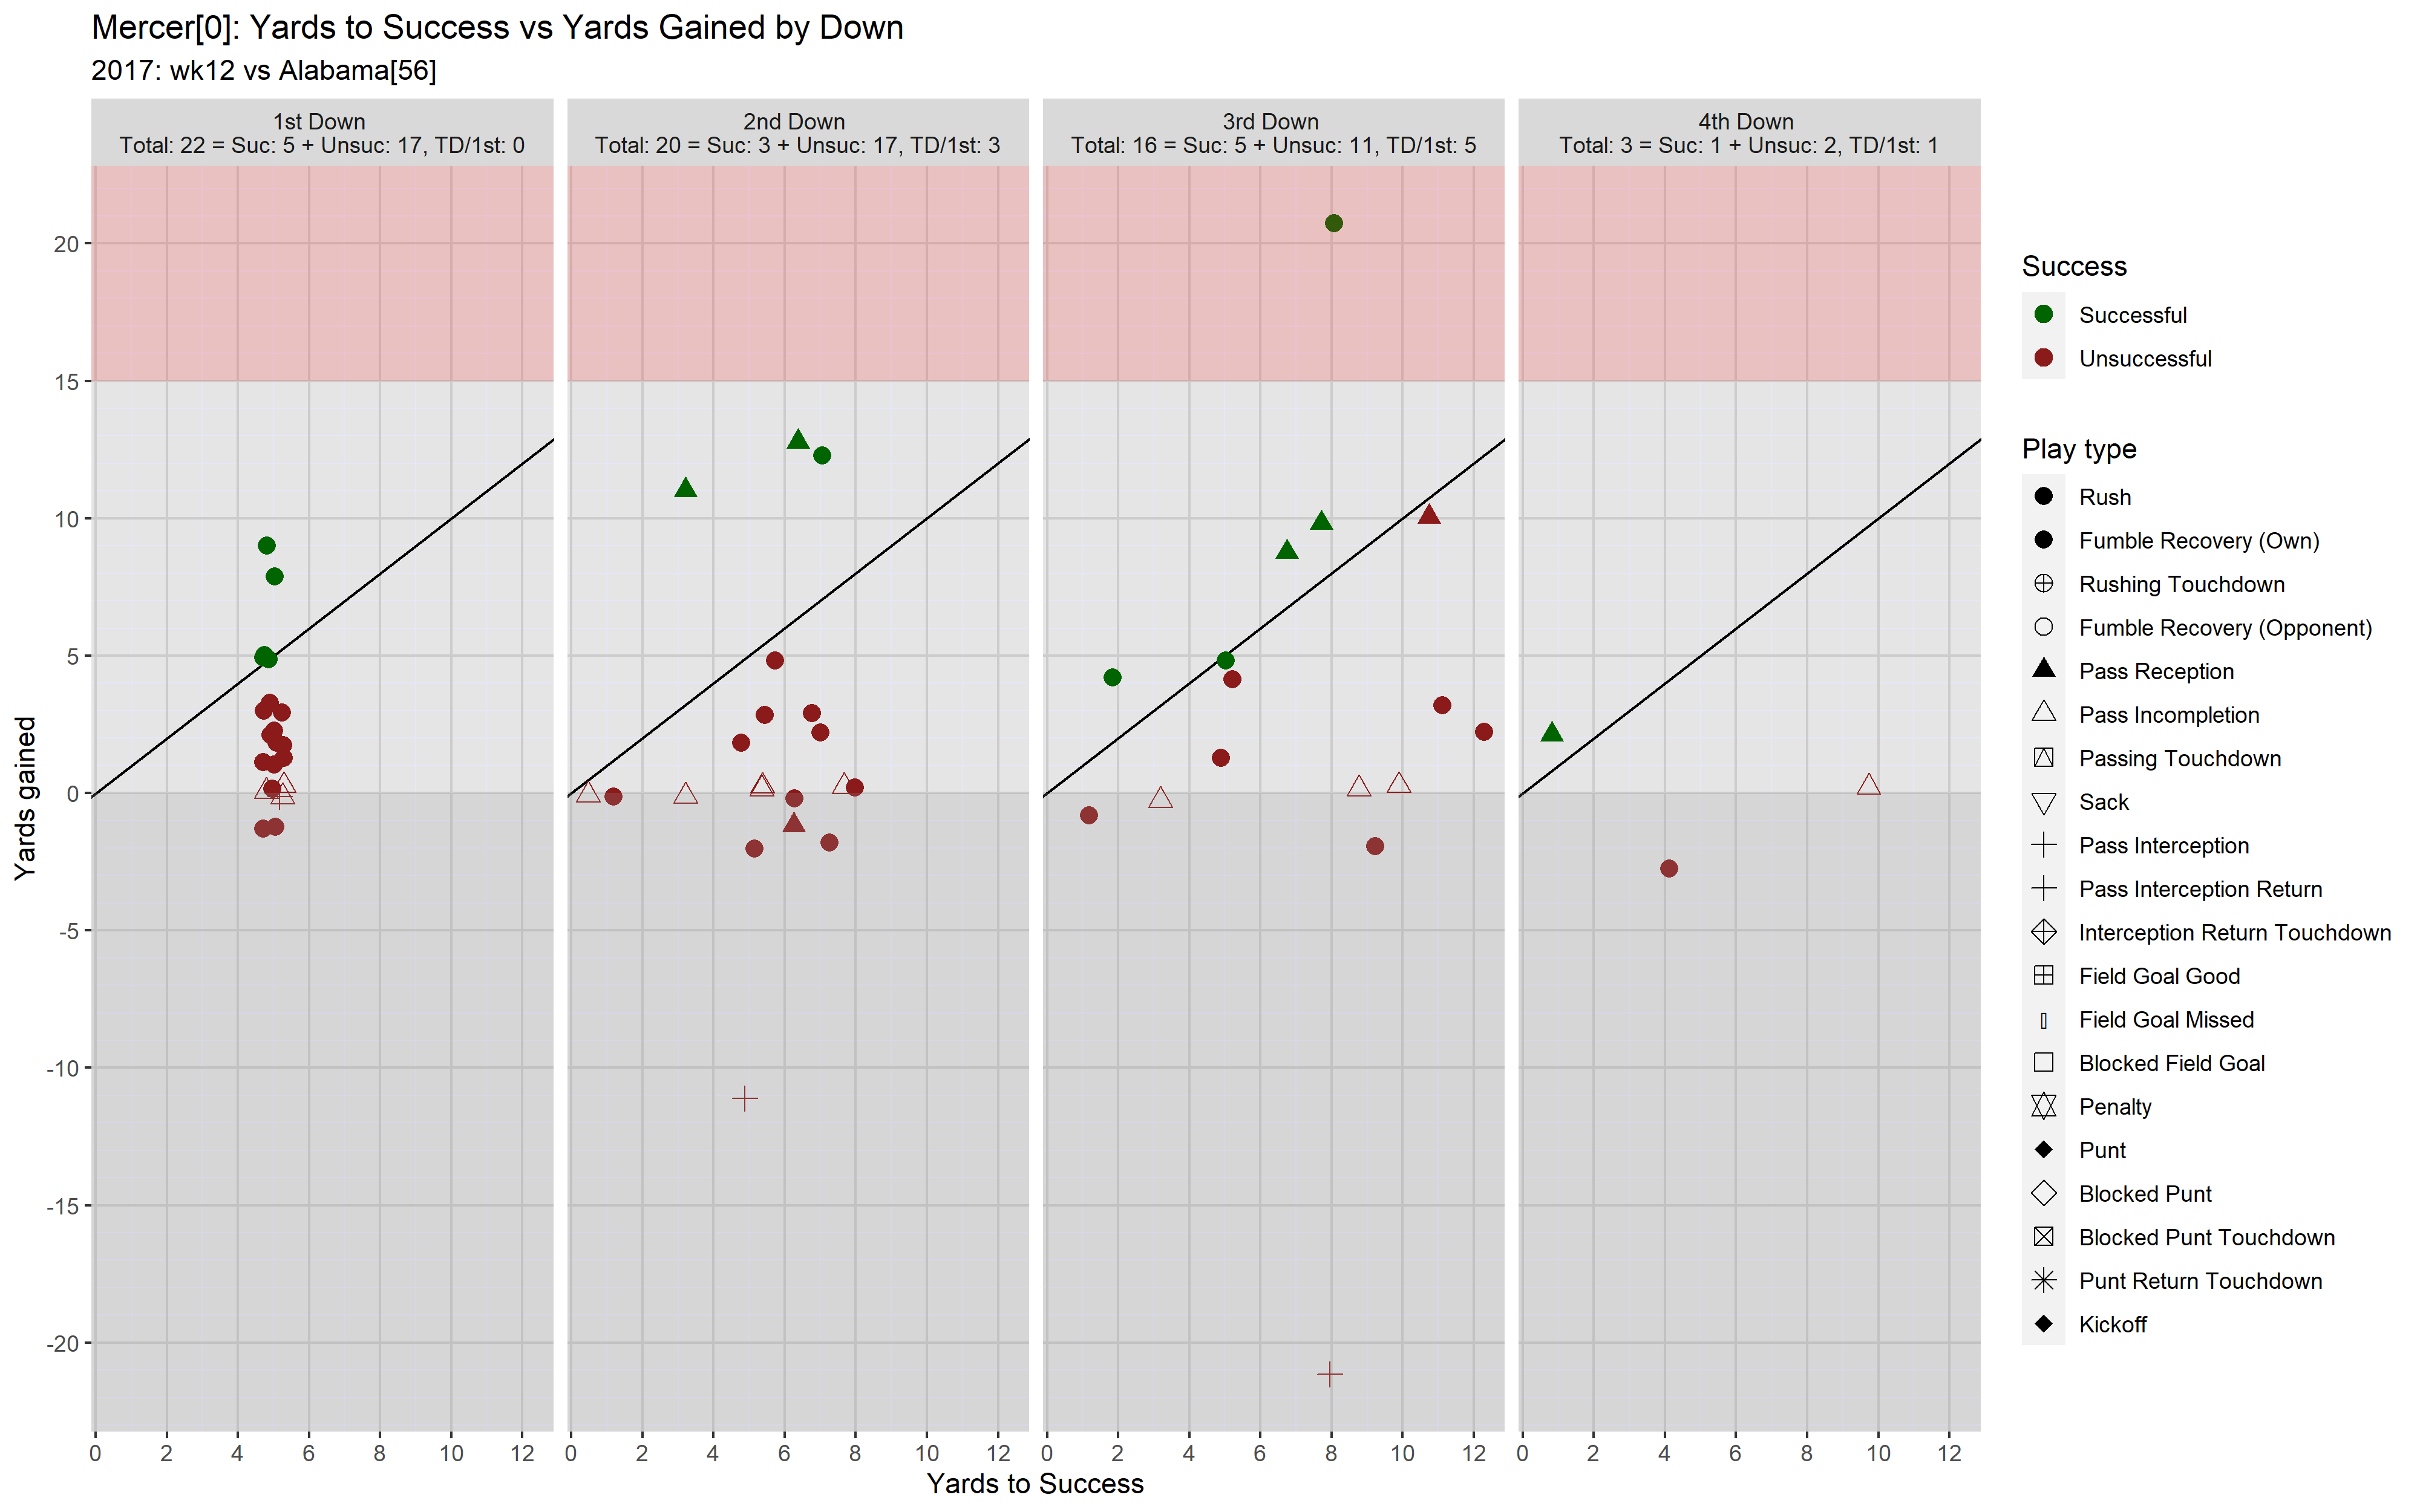 Mercer[0]: Yards to Success vs Yards Gained by Down
2017: wk12 vs Alabama[56]
1st Down
Total: 22 = Suc: 5 + Unsuc: 17, TD/1st: 0
2nd Down
Total: 20 = Suc: 3 + Unsuc: 17, TD/1st: 3
3rd Down
Total: 16 = Suc: 5 + Unsuc: 11, TD/1st: 5
4th Down
Total: 3 = Suc: 1 + Unsuc: 2, TD/1st: 1
Yards gained
20
15
10
5
0
-5
-10
-15
-20
0 2 4 6 8 10 12
0 2 4 6 8 10 12
0 2 4 6 8 10 12
0 2 4 6 8 10 12
Yards to Success
Success
Successful
Unsuccessful
Play type
Rush
Fumble Recovery (Own)
Rushing Touchdown
Fumble Recovery (Opponent)
Pass Reception
Pass Incompletion
Passing Touchdown
Sack
Pass Interception
Pass Interception Return
Interception Return Touchdown
Field Goal Good
Field Goal Missed
Blocked Field Goal
Penalty
Punt
Blocked Punt
Blocked Punt Touchdown
Punt Return Touchdown
Kickoff